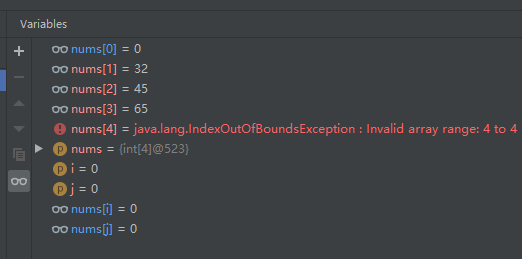 Variables
nums[0] = 0
nums[1] = 32
nums[2] = 45
nums[3] = 65
nums[4] = java.lang.IndexOutOfBoundsException : Invalid array range: 4 to 4
p nums = {int[4]@523}
p i = 0
p j = 0
nums[i] = 0
nums[j] = 0